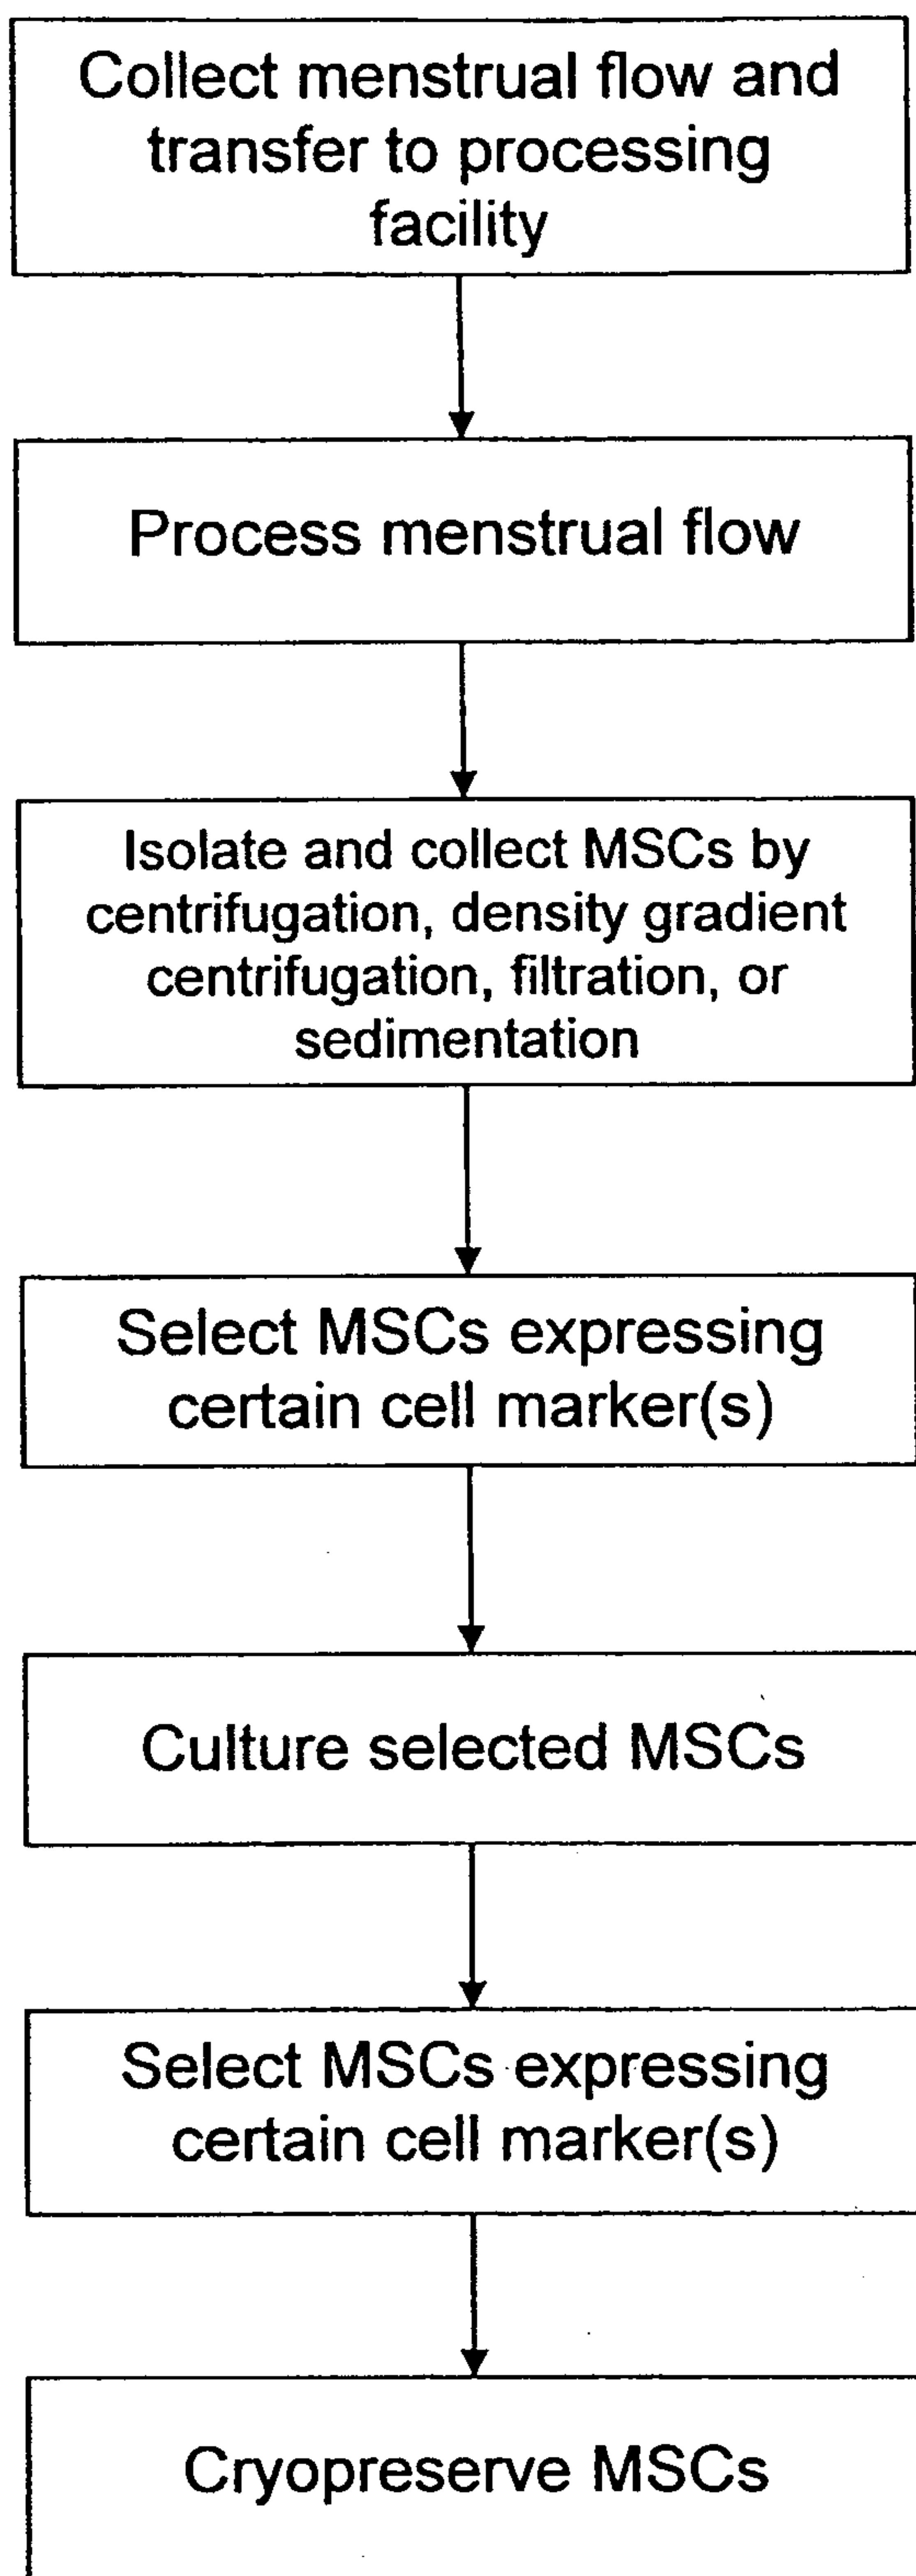 Collect menstrual flow and
transfer to processing
facility
Process menstrual flow
Isolate and collect MSCs by
centrifugation, density gradient
centrifugation, filtration, or
sedimentation
Select MSCs expressing
certain cell marker(s)
Culture selected MSCs
Select MSCs expressing
certain cell marker(s)
Cryopreserve MSCs